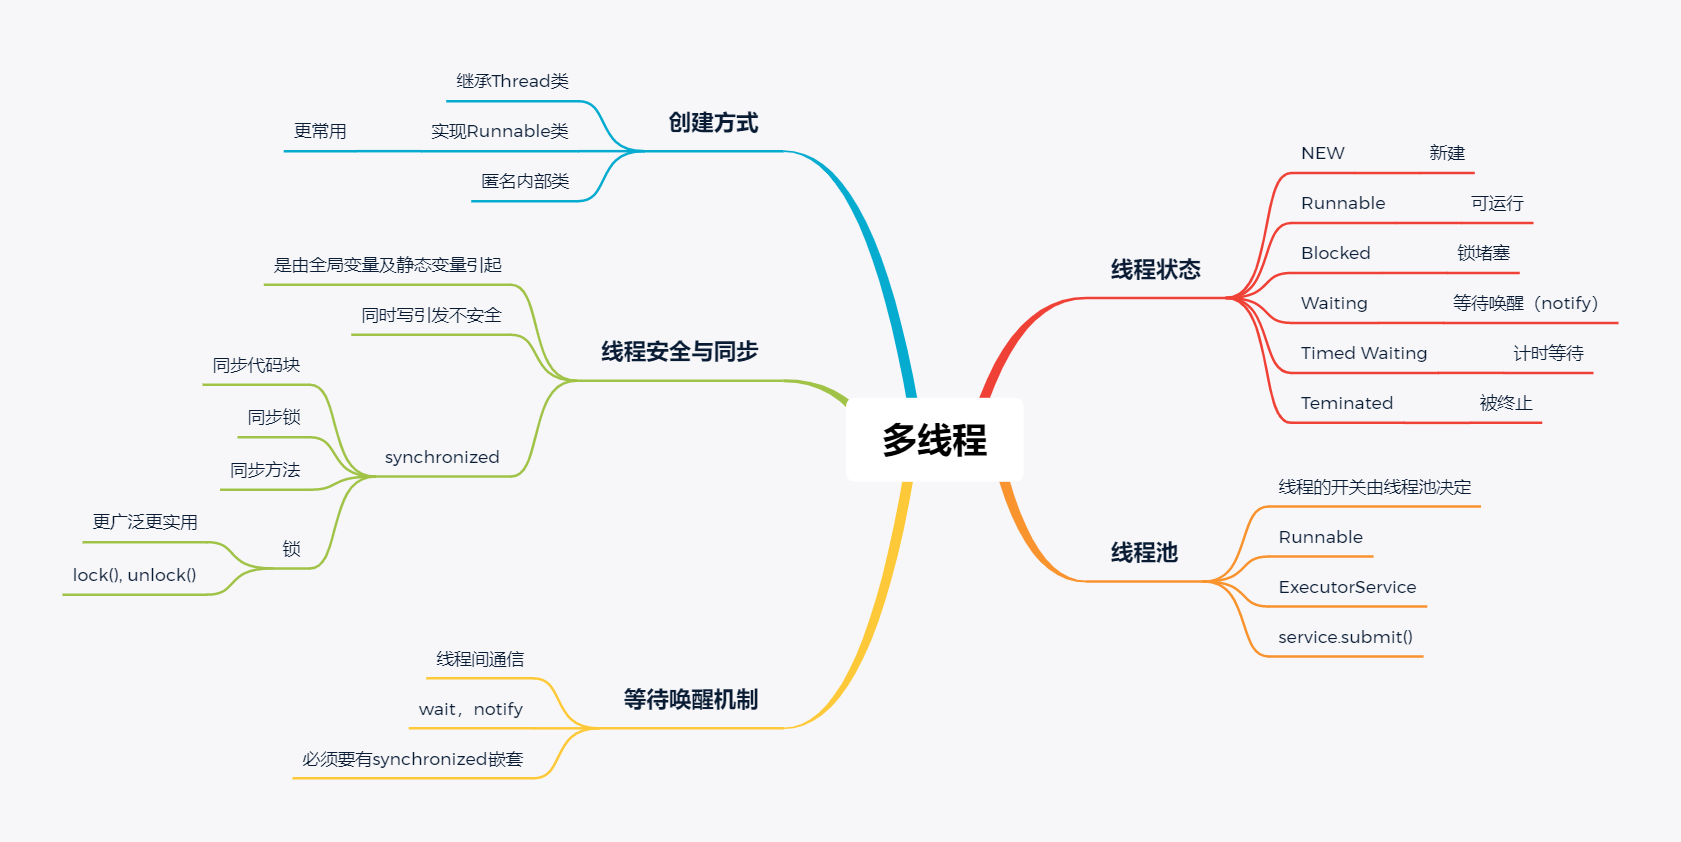 多线程
创建方式
继承Thread类
实现Runnable类
更常用
匿名内部类
线程安全与同步
是由全局变量及静态变量引起
同时写引发不安全
synchronized
同步代码块
同步锁
同步方法
锁
更广泛更实用
lock(), unlock()
等待唤醒机制
线程间通信
wait，notify
必须要有synchronized嵌套
线程状态
NEW
新建
Runnable
可运行
Blocked
锁堵塞
Waiting
等待唤醒（notify）
Timed Waiting
计时等待
Teminated
被终止
线程池
线程的开关由线程池决定
Runnable
ExecutorService
service.submit()